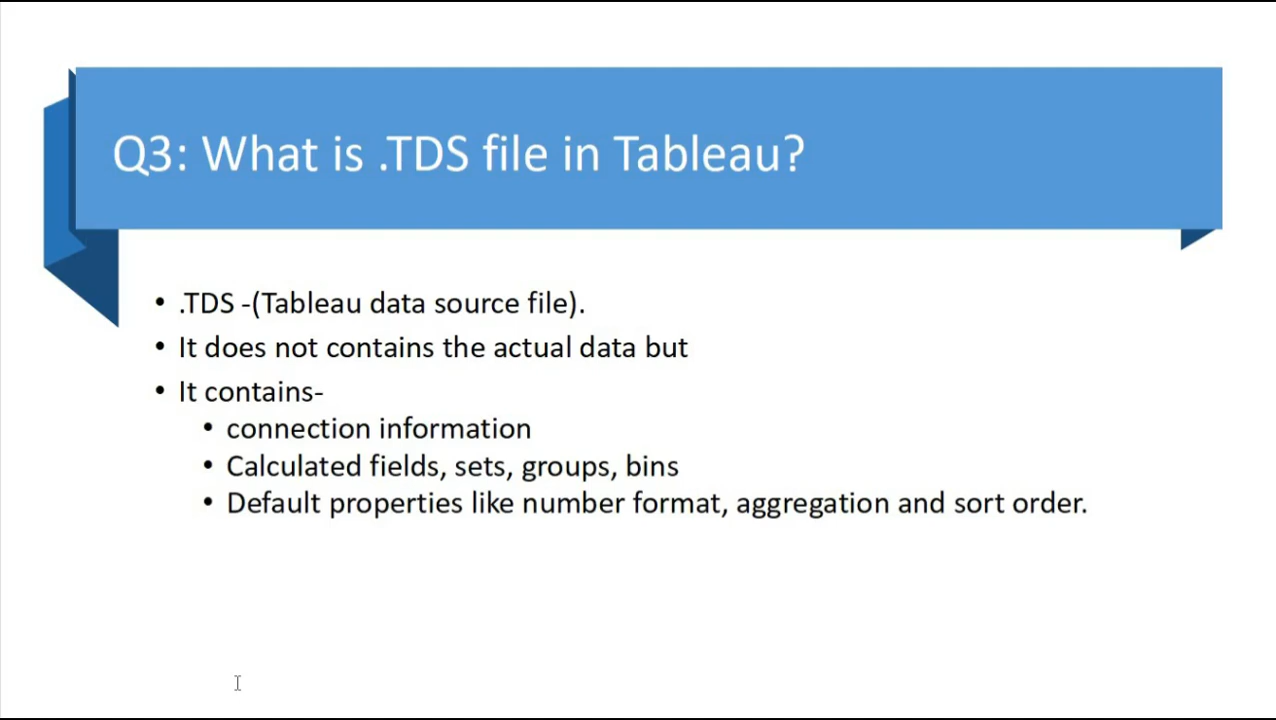 Q3: What is .TDS file in Tableau?
• .TDS -(Tableau data source file).
• It does not contains the actual data but
• It contains-
• connection information
• Calculated fields, sets, groups, bins
• Default properties like number format, aggregation and sort order.